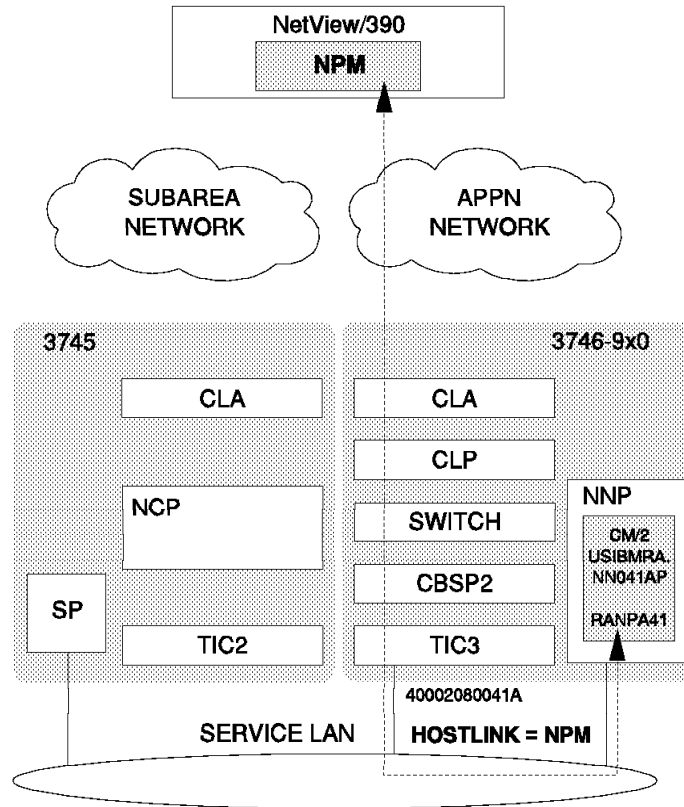 NetView/390
NPM
SUBAREA
NETWORK
APPN
NETWORK
3745
3746-9x0
CLA
CLA
CLP
NCP
SWITCH
NNP
CM/2
USIBMRA.
NN041AP
RANPA41
CBSP2
SP
TIC2
TIC3
40002080041A
SERVICE LAN
HOSTLINK = NPM